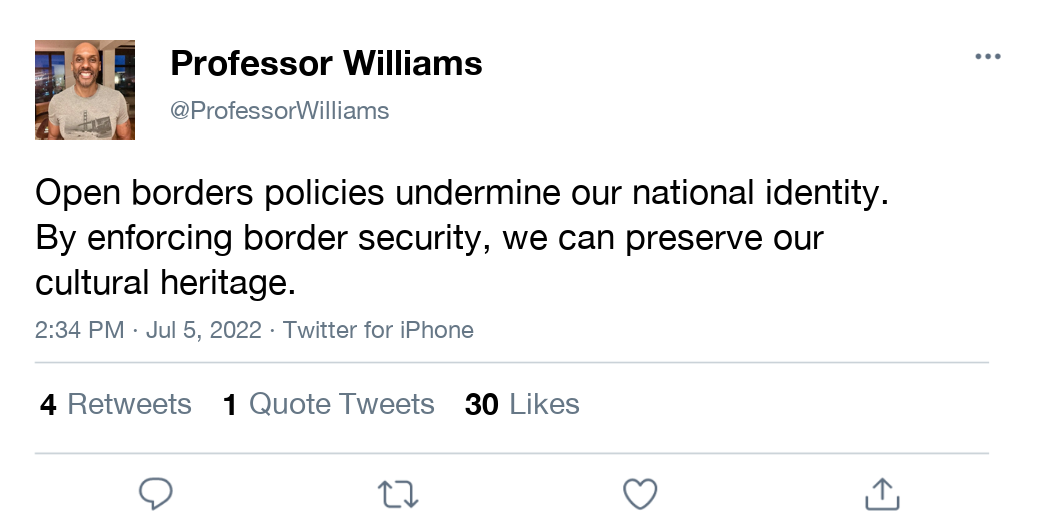 Professor Williams
@ProfessorWilliams
Open borders policies undermine our national identity.
By enforcing border security, we can preserve our
cultural heritage.
2:34 PM · Jul 5, 2022 · Twitter for iPhone
4 Retweets 1 Quote Tweets 30 Likes